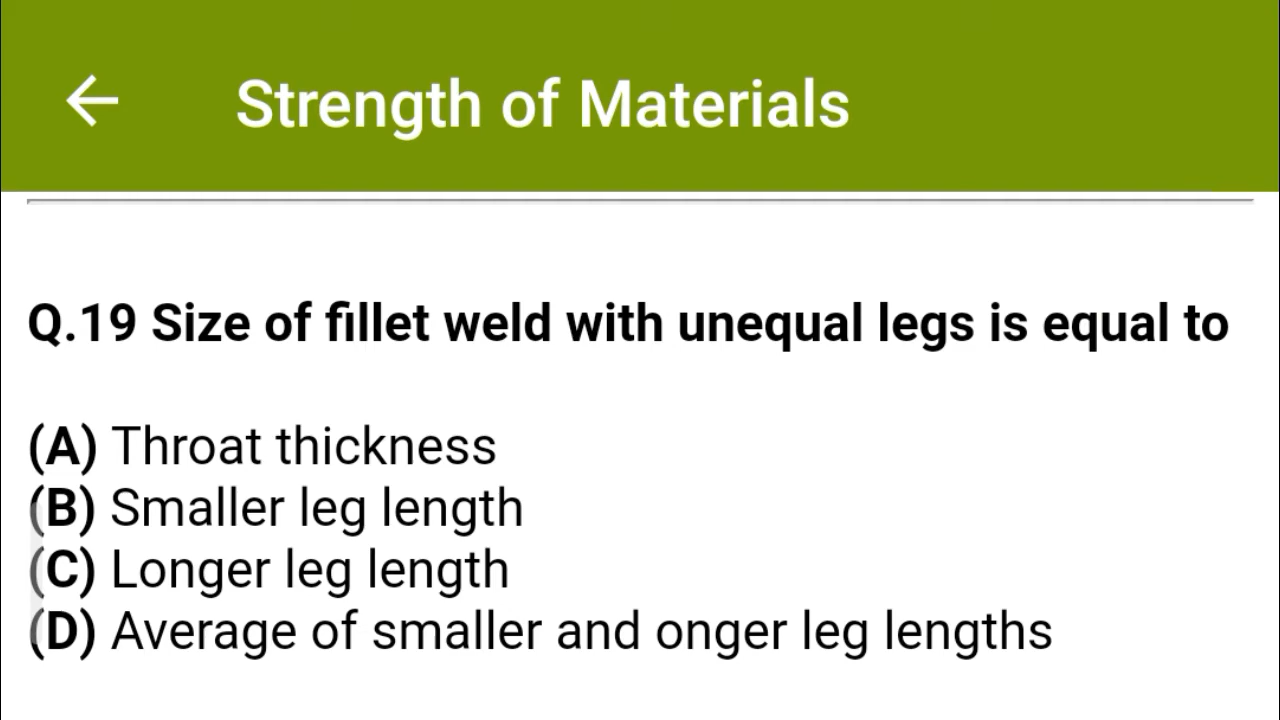 Strength of Materials
Q.19 Size of fillet weld with unequal legs is equal to
(A) Throat thickness
(B) Smaller leg length
(C) Longer leg length
(D) Average of smaller and onger leg lengths